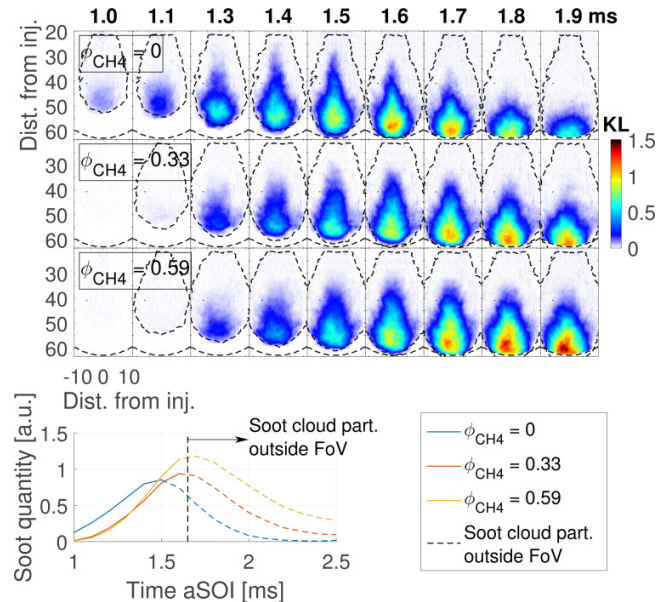 1.0 1.1 1.3 1.4 1.5 1.6 1.7 1.8 1.9 ms
Dist. from inj.
20
30
40
50
60
ϕCH4 = 0
20
30
40
50
60
ϕCH4 = 0.33
20
30
40
50
60
ϕCH4 = 0.59
KL
1.5
1
0.5
0
-10 0 10
Dist. from inj.
Soot quantity [a.u.]
1.5
1
0.5
0
Soot cloud part.
outside FoV
1 1.5 2 2.5
Time aSOI [ms]
ϕCH4 = 0
ϕCH4 = 0.33
ϕCH4 = 0.59
Soot cloud part.
outside FoV